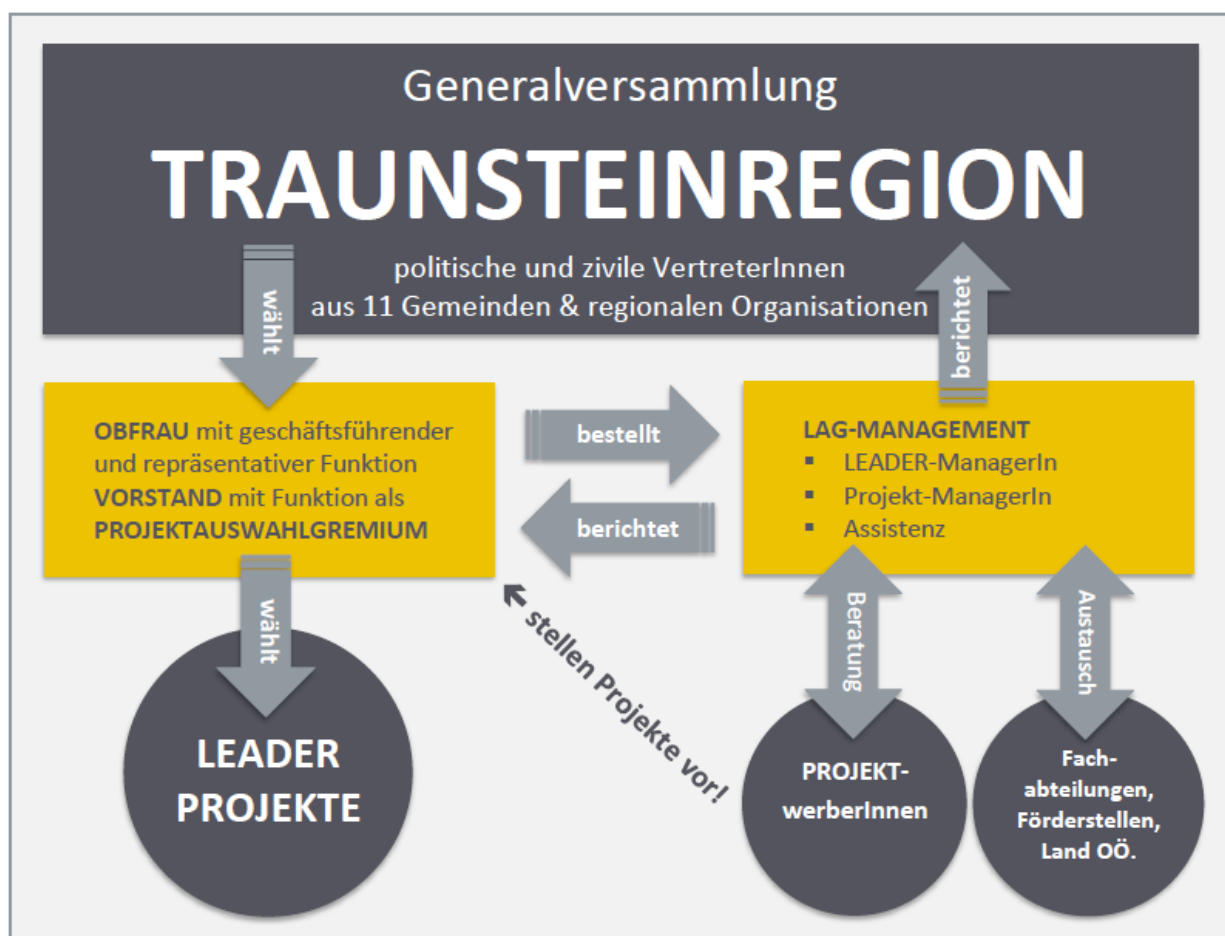 Generalversammlung
TRAUNSTEINREGION
politische und zivile VertreterInnen
aus 11 Gemeinden & regionalen Organisationen
wählt
berichtet
OBFRAU mit geschäftsführender
und repräsentativer Funktion
VORSTAND mit Funktion als
PROJEKTAUSWAHLGREMIUM
bestellt
berichtet
LAG-MANAGEMENT
▪ LEADER-ManagerIn
▪ Projekt-ManagerIn
▪ Assistenz
wählt
🡬 stellen Projekte vor!
Beratung
Austausch
LEADER
PROJEKTE
PROJEKT-
werberInnen
Fach-
abteilungen,
Förderstellen,
Land OÖ.